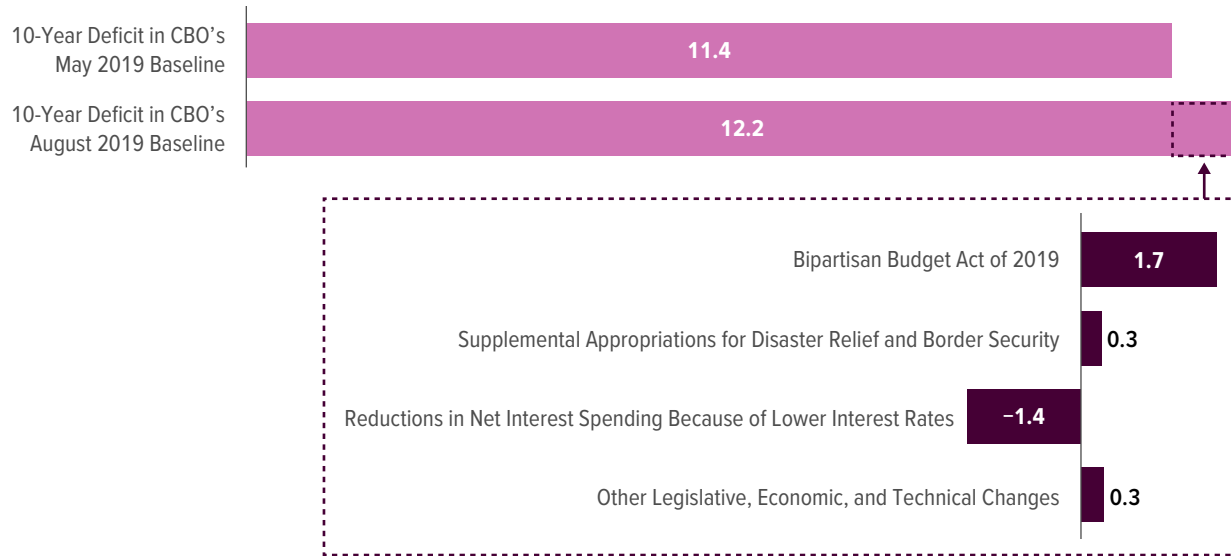 10-Year Deficit in CBO’s
May 2019 Baseline
11.4
10-Year Deficit in CBO’s
August 2019 Baseline
12.2
Bipartisan Budget Act of 2019
1.7
Supplemental Appropriations for Disaster Relief and Border Security
0.3
Reductions in Net Interest Spending Because of Lower Interest Rates
−1.4
Other Legislative, Economic, and Technical Changes
0.3